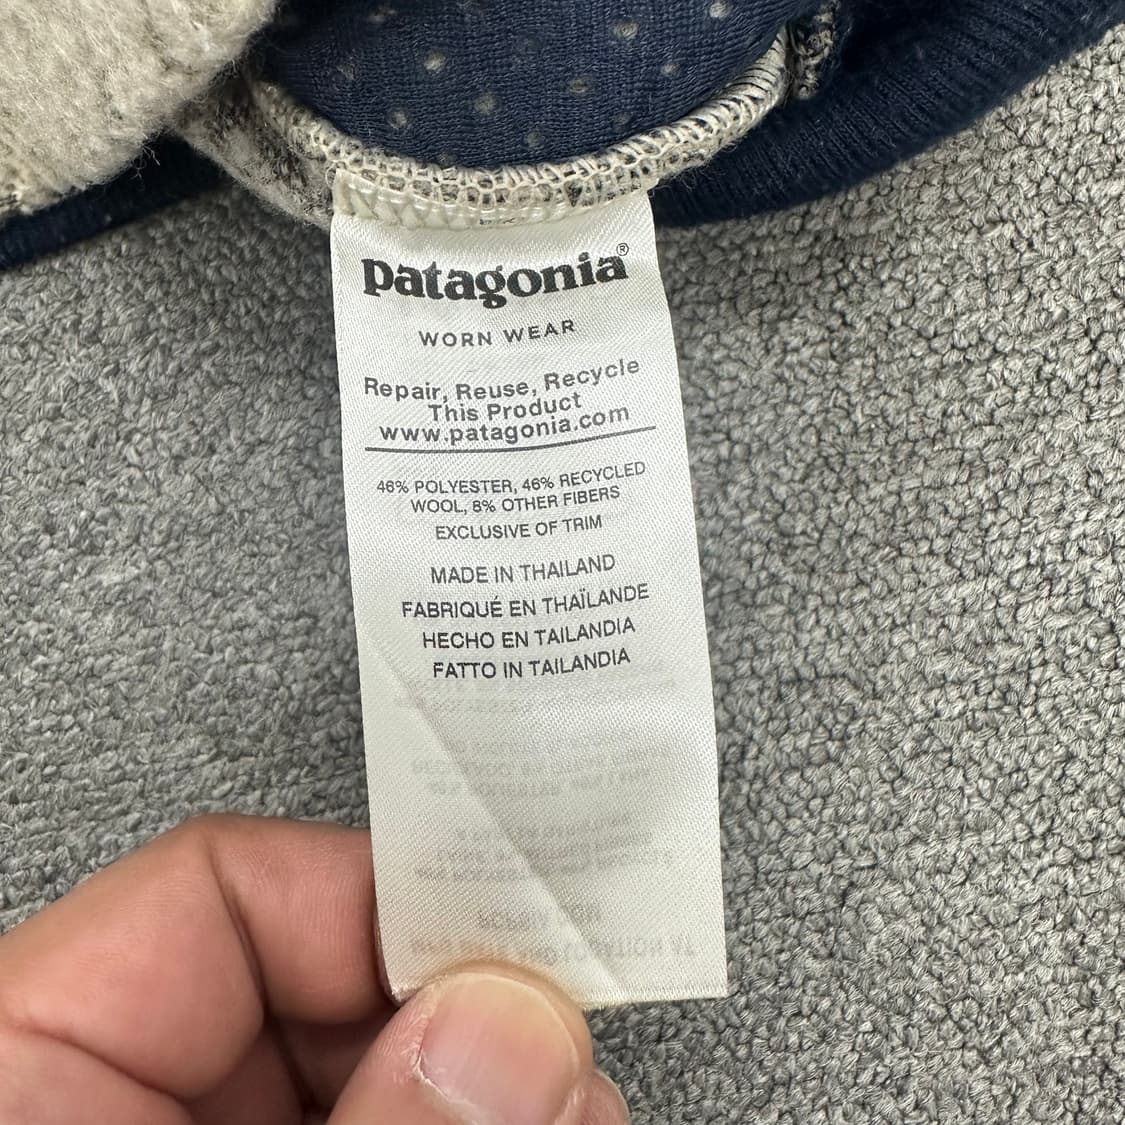 patagonia®
WORN WEAR
Repair, Reuse, Recycle
This Product
www.patagonia.com
46% POLYESTER, 46% RECYCLED
WOOL, 8% OTHER FIBERS
EXCLUSIVE OF TRIM
MADE IN THAILAND
FABRIQUÉ EN THAÏLANDE
HECHO EN TAILANDIA
FATTO IN TAILANDIA